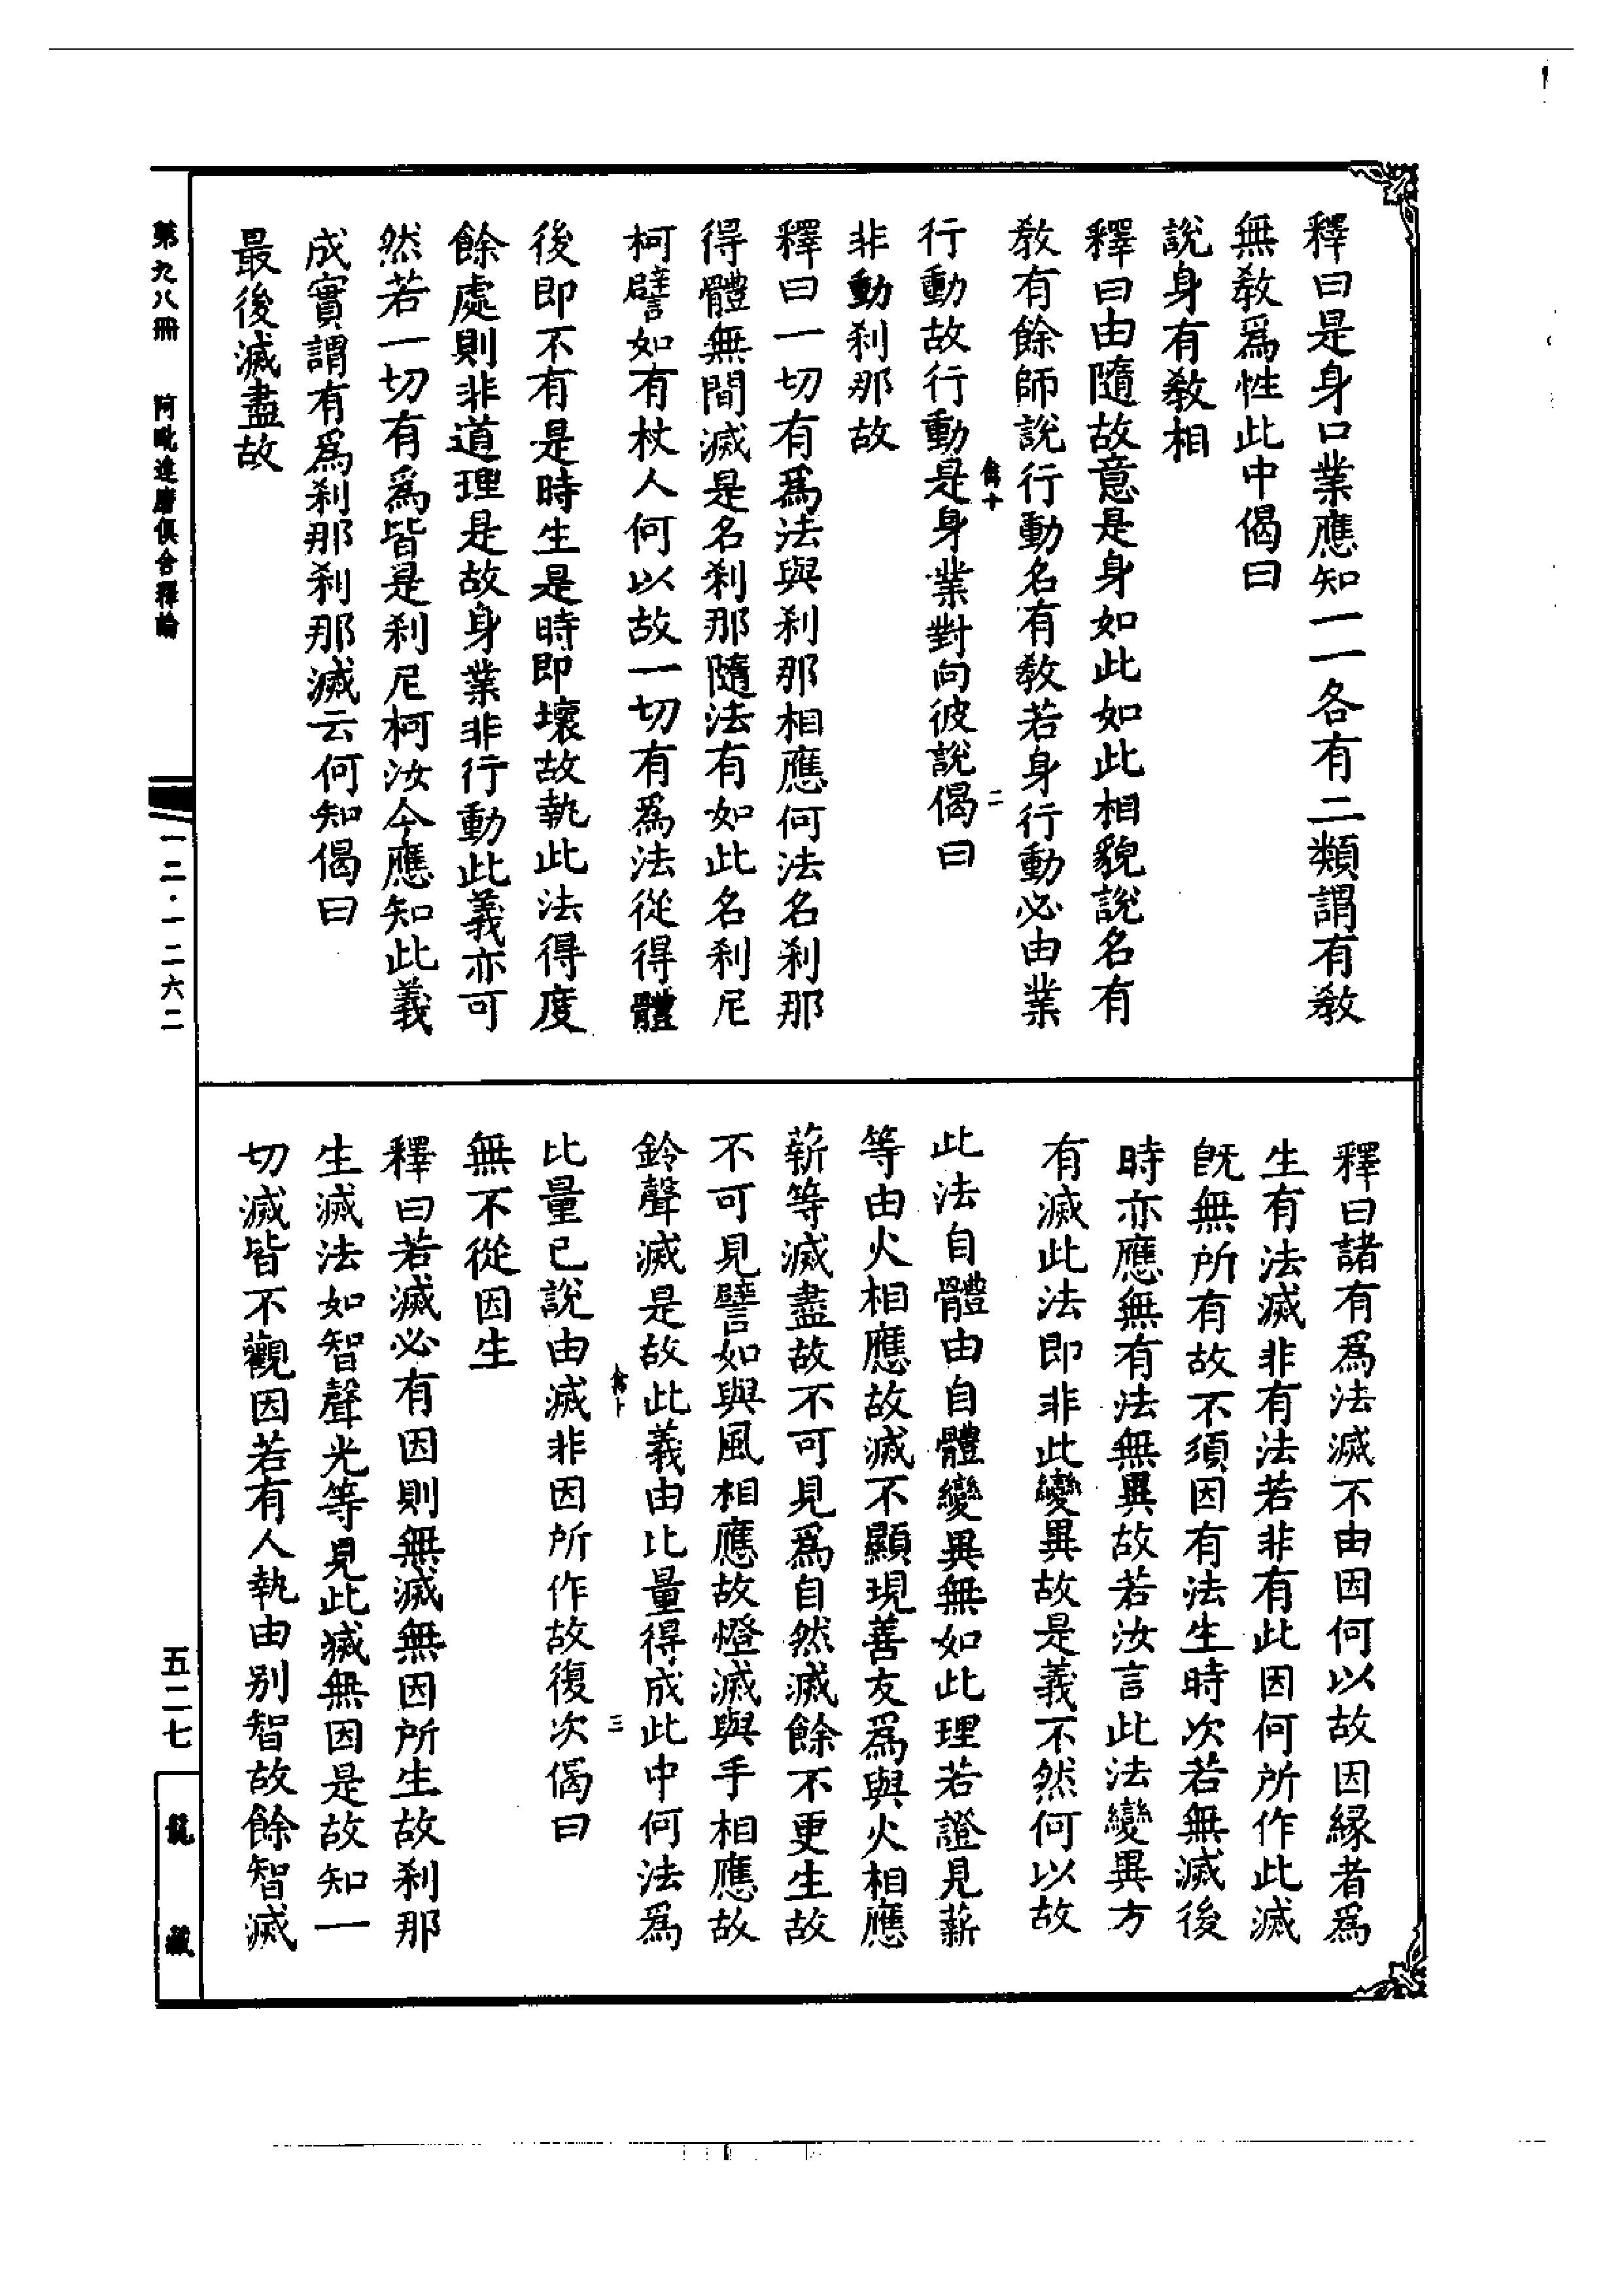 釋曰是身口業應知一一各有二類謂有敎
無敎爲性此中偈曰
說身有敎相
釋曰由隨故意是身如此如此相貌說名有
敎有餘師說行動名有敎若身行動必由業
行動故行動是身業對向彼說偈曰
非動刹那故
釋曰一切有爲法與刹那相應何法名刹那
得體無間滅是名刹那隨法有如此名刹尼
柯譬如有杖人何以故一切有爲法從得體
後即不有是時生是時即壞故執此法得度
餘處則非道理是故身業非行動此義亦可
然若一切有爲皆是刹尼柯汝今應知此義
成實謂有爲刹那刹那滅云何知偈曰
最後滅盡故
釋曰諸有爲法滅不由因何以故因緣者爲
生有法滅非有法若非有此因何所作此滅
旣無所有故不須因有法生時次若無滅後
時亦應無有法無異故若汝言此法變異方
有滅此法即非此變異故是義不然何以故
此法自體由自體變異無如此理若證見薪
等由火相應故滅不顯現善友爲與火相應
薪等滅盡故不可見爲自然滅餘不更生故
不可見譬如與風相應故燈滅與手相應故
鈴聲滅是故此義由比量得成此中何法爲
比量已說由滅非因所作故復次偈曰
無不從因生
釋曰若滅必有因則無滅無因所生故刹那
生滅法如智聲光等見此滅無因是故知一
切滅皆不觀因若有人執由別智故餘智滅
第九八冊
阿毗達磨俱舍釋論
一二·一二六二
五二七
龍藏
二
三